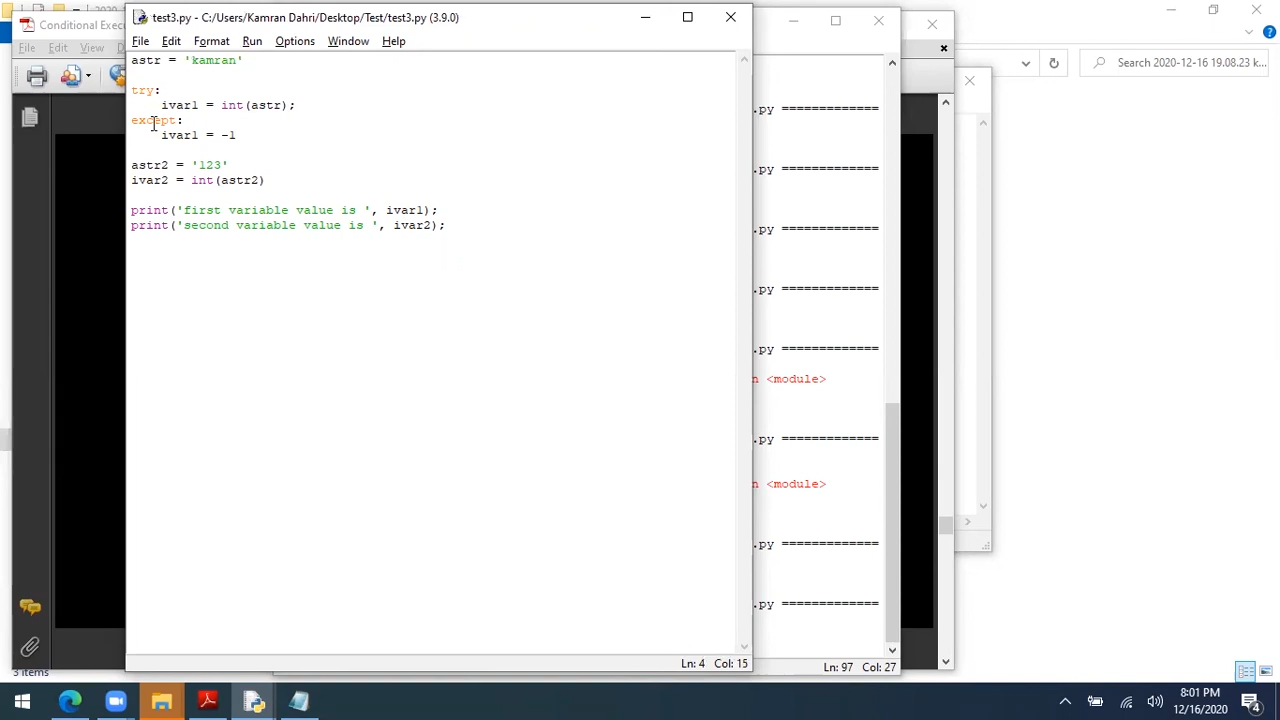 Conditional Exec
test3.py - C:/Users/Kamran Dahri/Desktop/Test/test3.py (3.9.0)
File Edit Format Run Options Window Help
File Edit View
Search 2020-12-16 19.08.23 k...
astr = 'kamran'
try:
ivar1 = int(astr);
except:
ivar1 = -1
astr2 = '123'
ivar2 = int(astr2)
print('first variable value is ', ivar1);
print('second variable value is ', ivar2);
.py =============
.py =============
.py =============
.py =============
.py =============
n <module>
.py =============
n <module>
.py =============
.py =============
Ln: 4 Col: 15
Ln: 97 Col: 27
3 items
8:01 PM
12/16/2020
4